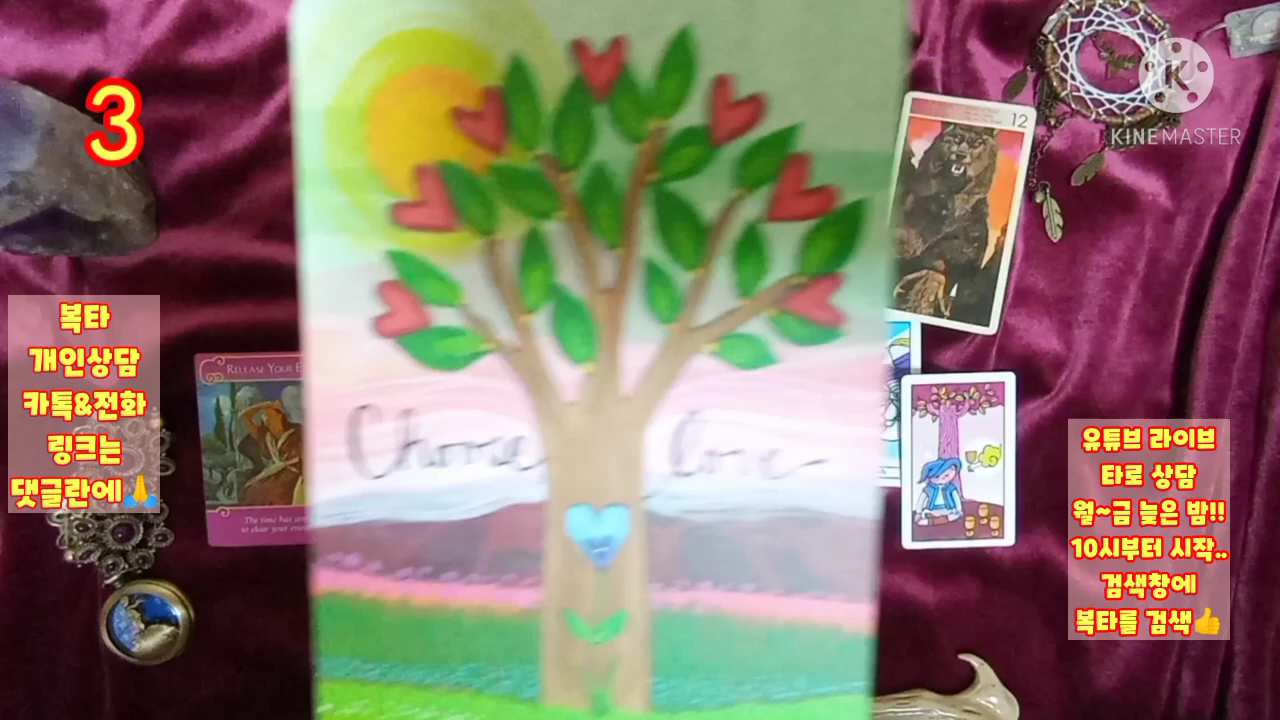 3
복타
개인상담
카톡&전화
링크는
댓글란에🙏
RELEASE YOUR
Choose love
12
KINEMASTER
유튜브 라이브
타로 상담
월~금 늦은 밤!!
10시부터 시작..
검색창에
복타를 검색👍